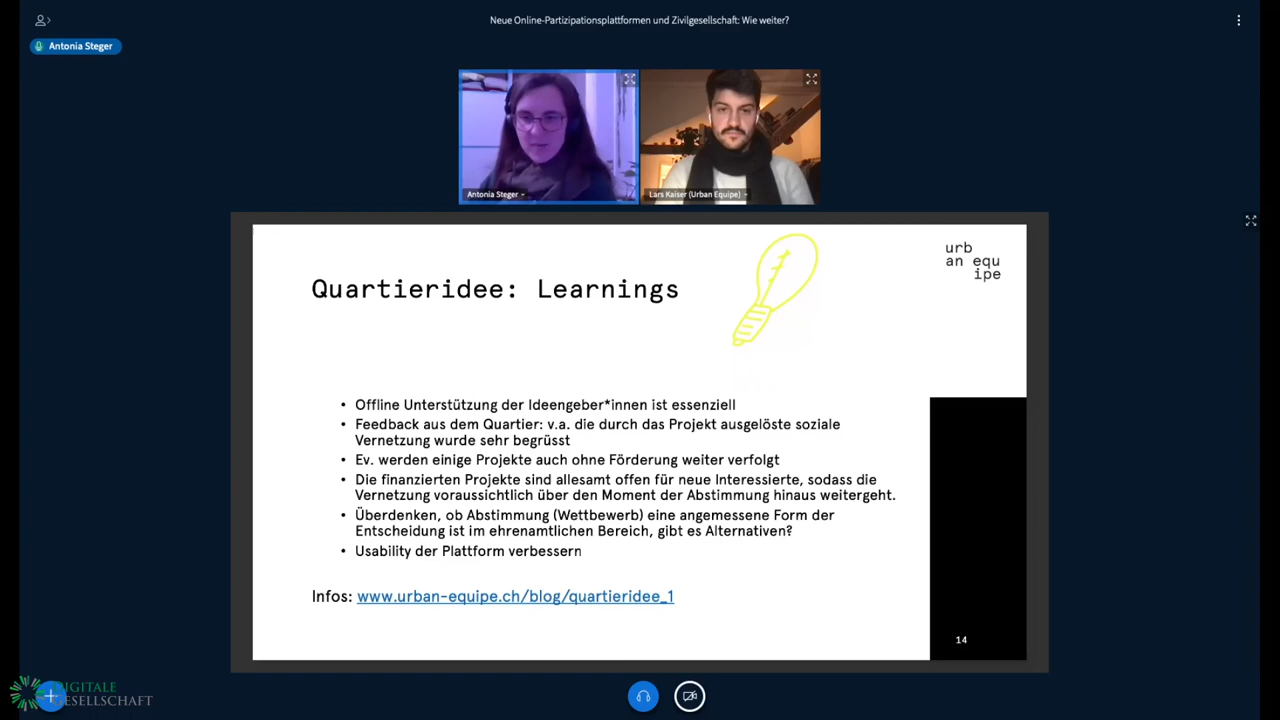 Neue Online-Partizipationsplattformen und Zivilgesellschaft: Wie weiter?
Antonia Steger
Antonia Steger
Lars Kaiser (Urban Equipe)
urb
an equ
ipe
Quartieridee: Learnings
• Offline Unterstützung der Ideengeber*innen ist essenziell
• Feedback aus dem Quartier: v.a. die durch das Projekt ausgelöste soziale
Vernetzung wurde sehr begrüsst
• Ev. werden einige Projekte auch ohne Förderung weiter verfolgt
• Die finanzierten Projekte sind allesamt offen für neue Interessierte, sodass die
Vernetzung voraussichtlich über den Moment der Abstimmung hinaus weitergeht.
• Überdenken, ob Abstimmung (Wettbewerb) eine angemessene Form der
Entscheidung ist im ehrenamtlichen Bereich, gibt es Alternativen?
• Usability der Plattform verbessern
Infos: www.urban-equipe.ch/blog/quartieridee_1
14
DIGITALE
GESELLSCHAFT